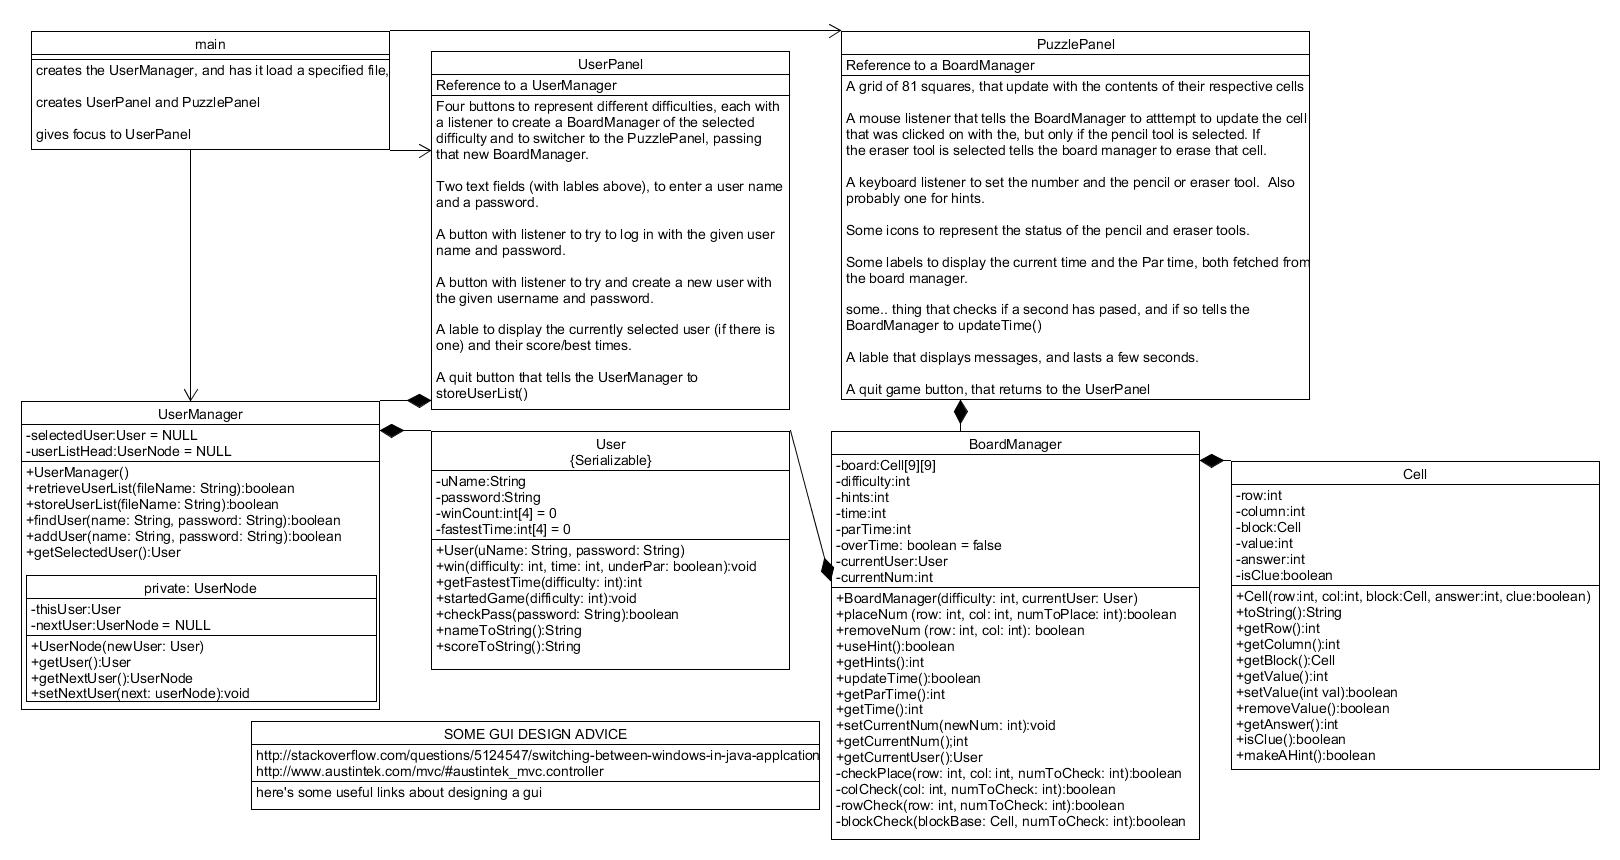 main
creates the UserManager, and has it load a specified file,
creates UserPanel and PuzzlePanel
gives focus to UserPanel
UserPanel
Reference to a UserManager
Four buttons to represent different difficulties, each with
a listener to create a BoardManager of the selected
difficulty and to switcher to the PuzzlePanel, passing
that new BoardManager.
Two text fields (with lables above), to enter a user name
and a password.
A button with listener to try to log in with the given user
name and password.
A button with listener to try and create a new user with
the given username and password.
A lable to display the currently selected user (if there is
one) and their score/best times.
A quit button that tells the UserManager to
storeUserList()
PuzzlePanel
Reference to a BoardManager
A grid of 81 squares, that update with the contents of their respective cells
A mouse listener that tells the BoardManager to atttempt to update the cell
that was clicked on with the, but only if the pencil tool is selected. If
the eraser tool is selected tells the board manager to erase that cell.
A keyboard listener to set the number and the pencil or eraser tool.  Also
probably one for hints.
Some icons to represent the status of the pencil and eraser tools.
Some labels to display the current time and the Par time, both fetched from
the board manager.
some.. thing that checks if a second has pased, and if so tells the
BoardManager to updateTime()
A lable that displays messages, and lasts a few seconds.
A quit game button, that returns to the UserPanel
UserManager
-selectedUser:User = NULL
-userListHead:UserNode = NULL
+UserManager()
+retrieveUserList(fileName: String):boolean
+storeUserList(fileName: String):boolean
+findUser(name: String, password: String):boolean
+addUser(name: String, password: String):boolean
+getSelectedUser():User
private: UserNode
-thisUser:User
-nextUser:UserNode = NULL
+UserNode(newUser: User)
+getUser():User
+getNextUser():UserNode
+setNextUser(next: userNode):void
User
{Serializable}
-uName:String
-password:String
-winCount:int[4] = 0
-fastestTime:int[4] = 0
+User(uName: String, password: String)
+win(difficulty: int, time: int, underPar: boolean):void
+getFastestTime(difficulty: int):int
+startedGame(difficulty: int):void
+checkPass(password: String):boolean
+nameToString():String
+scoreToString():String
BoardManager
-board:Cell[9][9]
-difficulty:int
-hints:int
-time:int
-parTime:int
-overTime: boolean = false
-currentUser:User
-currentNum:int
+BoardManager(difficulty: int, currentUser: User)
+placeNum (row: int, col: int, numToPlace: int):boolean
+removeNum (row: int, col: int): boolean
+useHint():boolean
+getHints():int
+updateTime():boolean
+getParTime():int
+getTime():int
+setCurrentNum(newNum: int):void
+getCurrentNum();int
+getCurrentUser():User
-checkPlace(row: int, col: int, numToCheck: int):boolean
-colCheck(col: int, numToCheck: int):boolean
-rowCheck(row: int, numToCheck: int):boolean
-blockCheck(blockBase: Cell, numToCheck: int):boolean
Cell
-row:int
-column:int
-block:Cell
-value:int
-answer:int
-isClue:boolean
+Cell(row:int, col:int, block:Cell, answer:int, clue:boolean)
+toString():String
+getRow():int
+getColumn():int
+getBlock():Cell
+getValue():int
+setValue(int val):boolean
+removeValue():boolean
+getAnswer():int
+isClue():boolean
+makeAHint():boolean
SOME GUI DESIGN ADVICE
http://stackoverflow.com/questions/5124547/switching-between-windows-in-java-applcation
http://www.austintek.com/mvc/#austintek_mvc.controller
here's some useful links about designing a gui